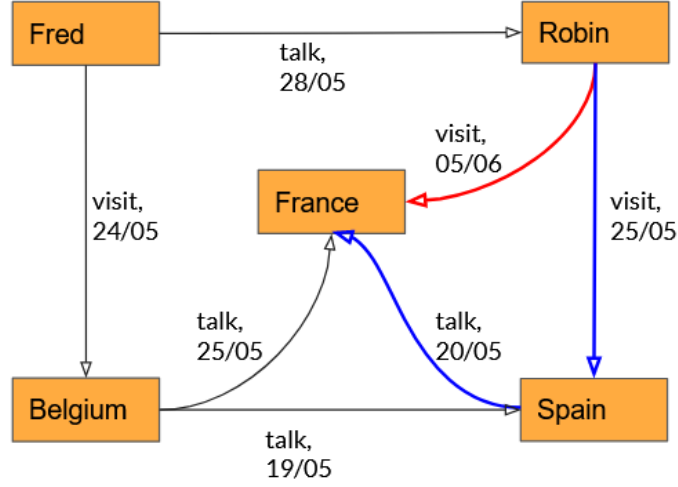 Fred
Robin
talk,
28/05
visit,
05/06
France
visit,
24/05
visit,
25/05
talk,
25/05
talk,
20/05
Belgium
Spain
talk,
19/05